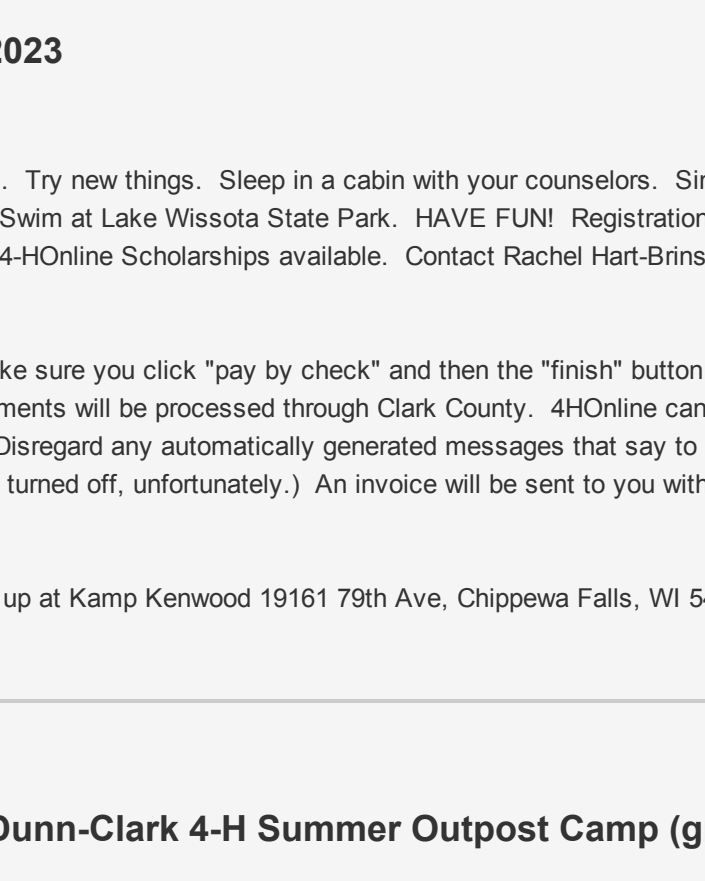 2023
. Try new things. Sleep in a cabin with your counselors. Sin
Swim at Lake Wissota State Park. HAVE FUN! Registration
4-HOnline Scholarships available. Contact Rachel Hart-Brins
ke sure you click "pay by check" and then the "finish" button
ments will be processed through Clark County. 4HOnline can
Disregard any automatically generated messages that say to
turned off, unfortunately.) An invoice will be sent to you with
up at Kamp Kenwood 19161 79th Ave, Chippewa Falls, WI 54
Dunn-Clark 4-H Summer Outpost Camp (g